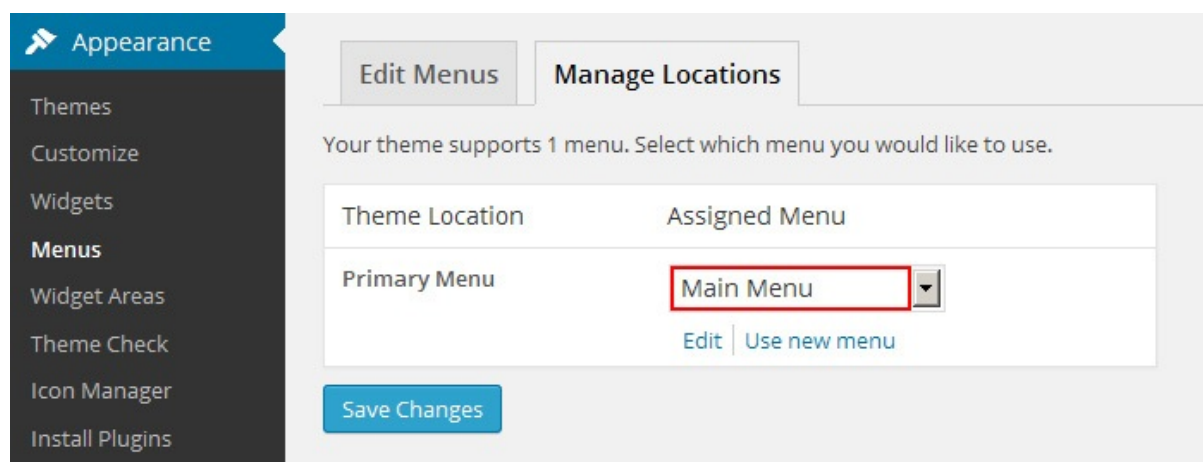 Appearance
Themes
Customize
Widgets
Menus
Widget Areas
Theme Check
Icon Manager
Install Plugins
Edit Menus Manage Locations
Your theme supports 1 menu. Select which menu you would like to use.
Theme Location Assigned Menu
Primary Menu Main Menu
Edit Use new menu
Save Changes